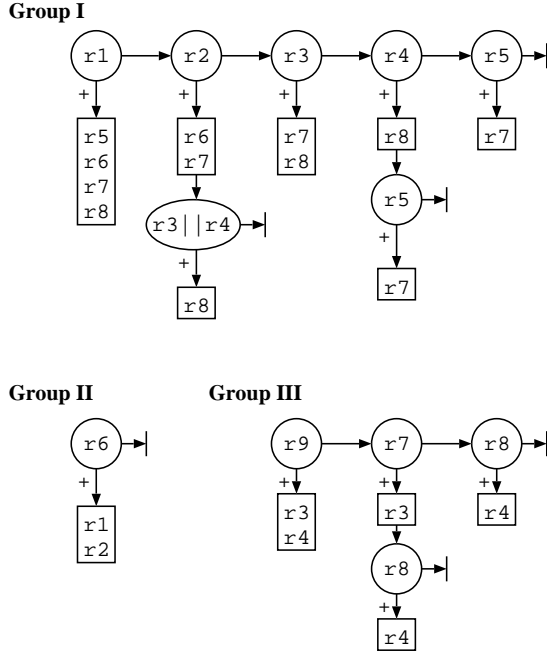 Group I
r1 r2 r3 r4 r5
+ + + + +
r5 r6 r7 r8 r7
r6 r7 r8
r7
r8
r5
r3||r4
+ +
r7
r8
Group II Group III
r6 r9 r7 r8
+ + + +
r1 r3 r3 r4
r2 r4
r8
+
r4